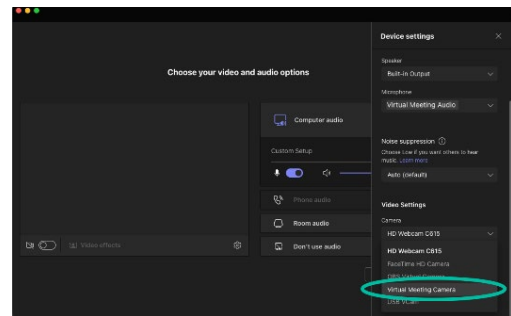 Choose your video and audio options
Computer audio
Custom Setup
Phone audio
Room audio
Don't use audio
Video effects
Device settings
Speaker
Built-in Output
Microphone
Virtual Meeting Audio
Noise suppression
Choose Low if you want others to hear
music. Learn more
Auto (default)
Video Settings
Camera
HD Webcam C615
HD Webcam C615
FaceTime HD Camera
OBS Virtual Camera
Virtual Meeting Camera
USB VCam